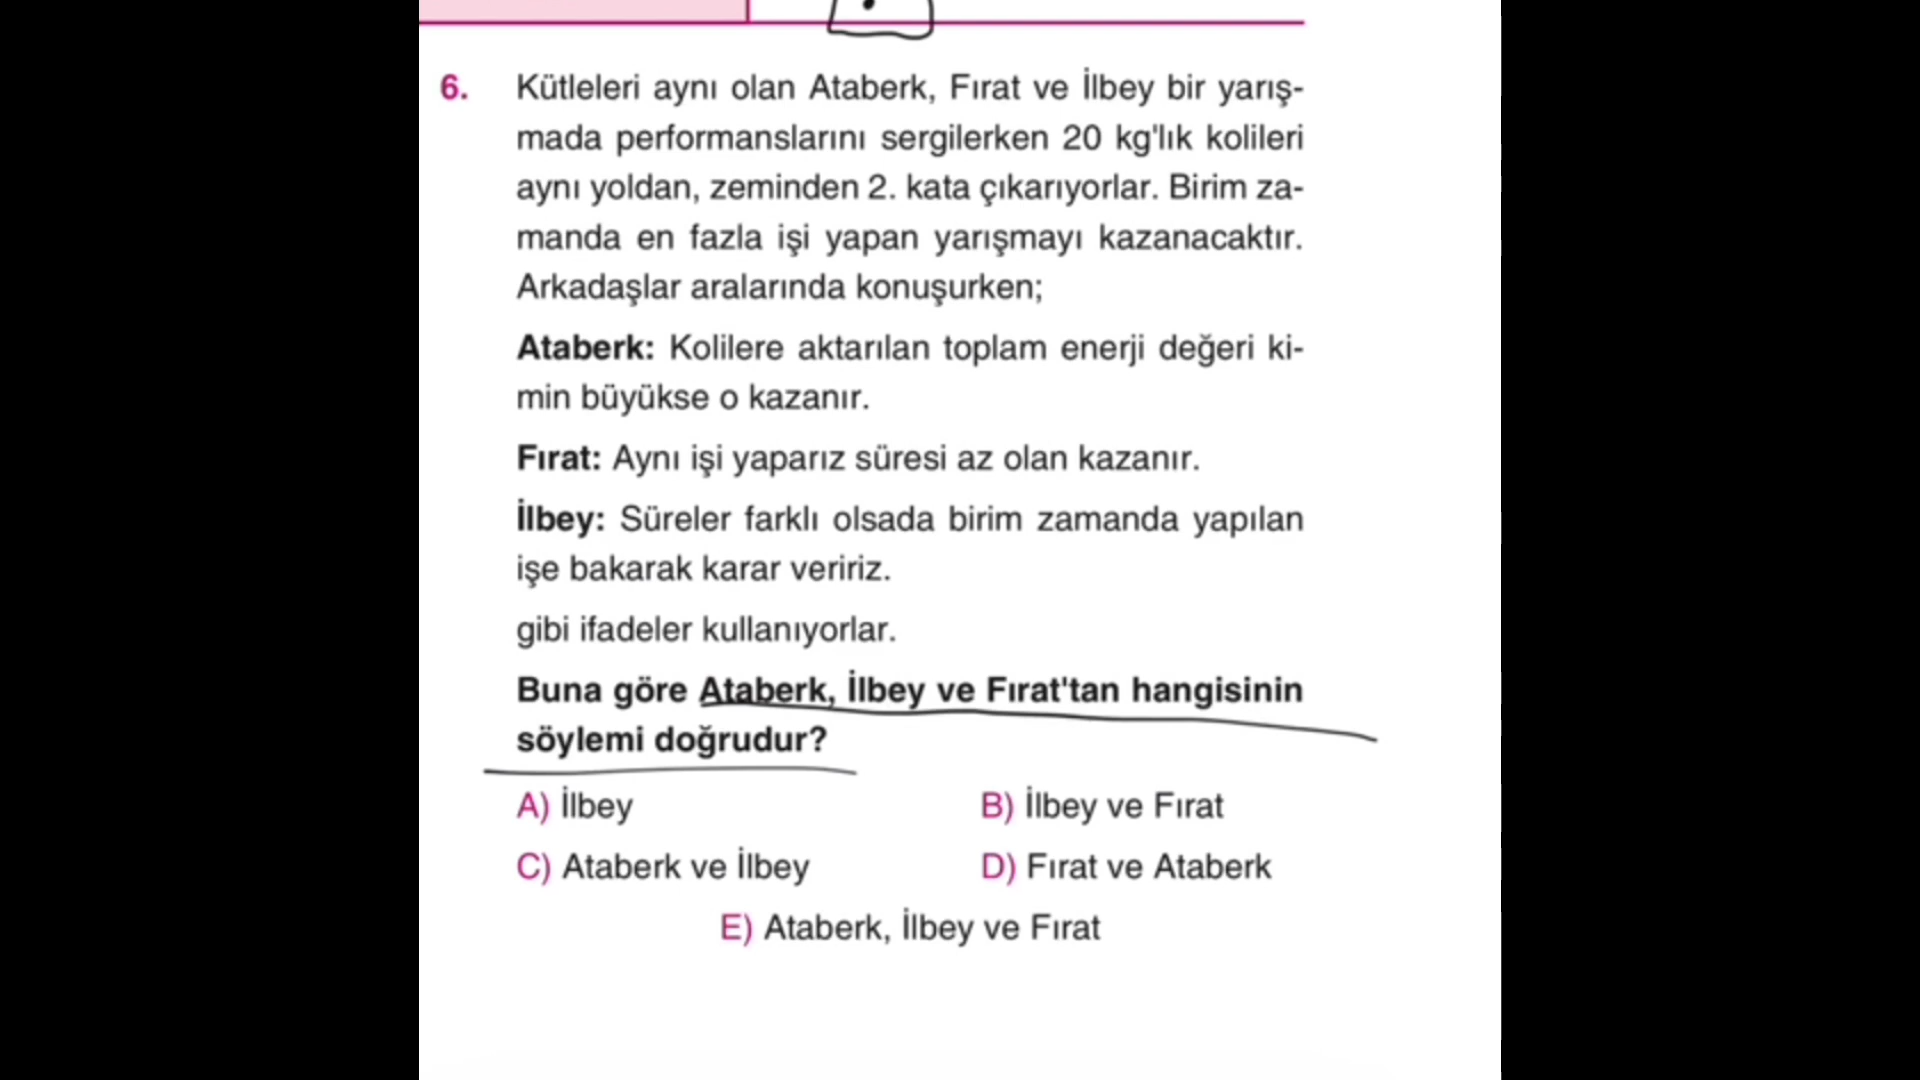 6. Kütleleri aynı olan Ataberk, Fırat ve İlbey bir yarış-
mada performanslarını sergilerken 20 kg'lık kolileri
aynı yoldan, zeminden 2. kata çıkarıyorlar. Birim za-
manda en fazla işi yapan yarışmayı kazanacaktır.
Arkadaşlar aralarında konuşurken;
Ataberk: Kolilere aktarılan toplam enerji değeri ki-
min büyükse o kazanır.
Fırat: Aynı işi yaparız süresi az olan kazanır.
İlbey: Süreler farklı olsada birim zamanda yapılan
işe bakarak karar veririz.
gibi ifadeler kullanıyorlar.
Buna göre Ataberk, İlbey ve Fırat'tan hangisinin
söylemi doğrudur?
A) İlbey B) İlbey ve Fırat
C) Ataberk ve İlbey D) Fırat ve Ataberk
E) Ataberk, İlbey ve Fırat